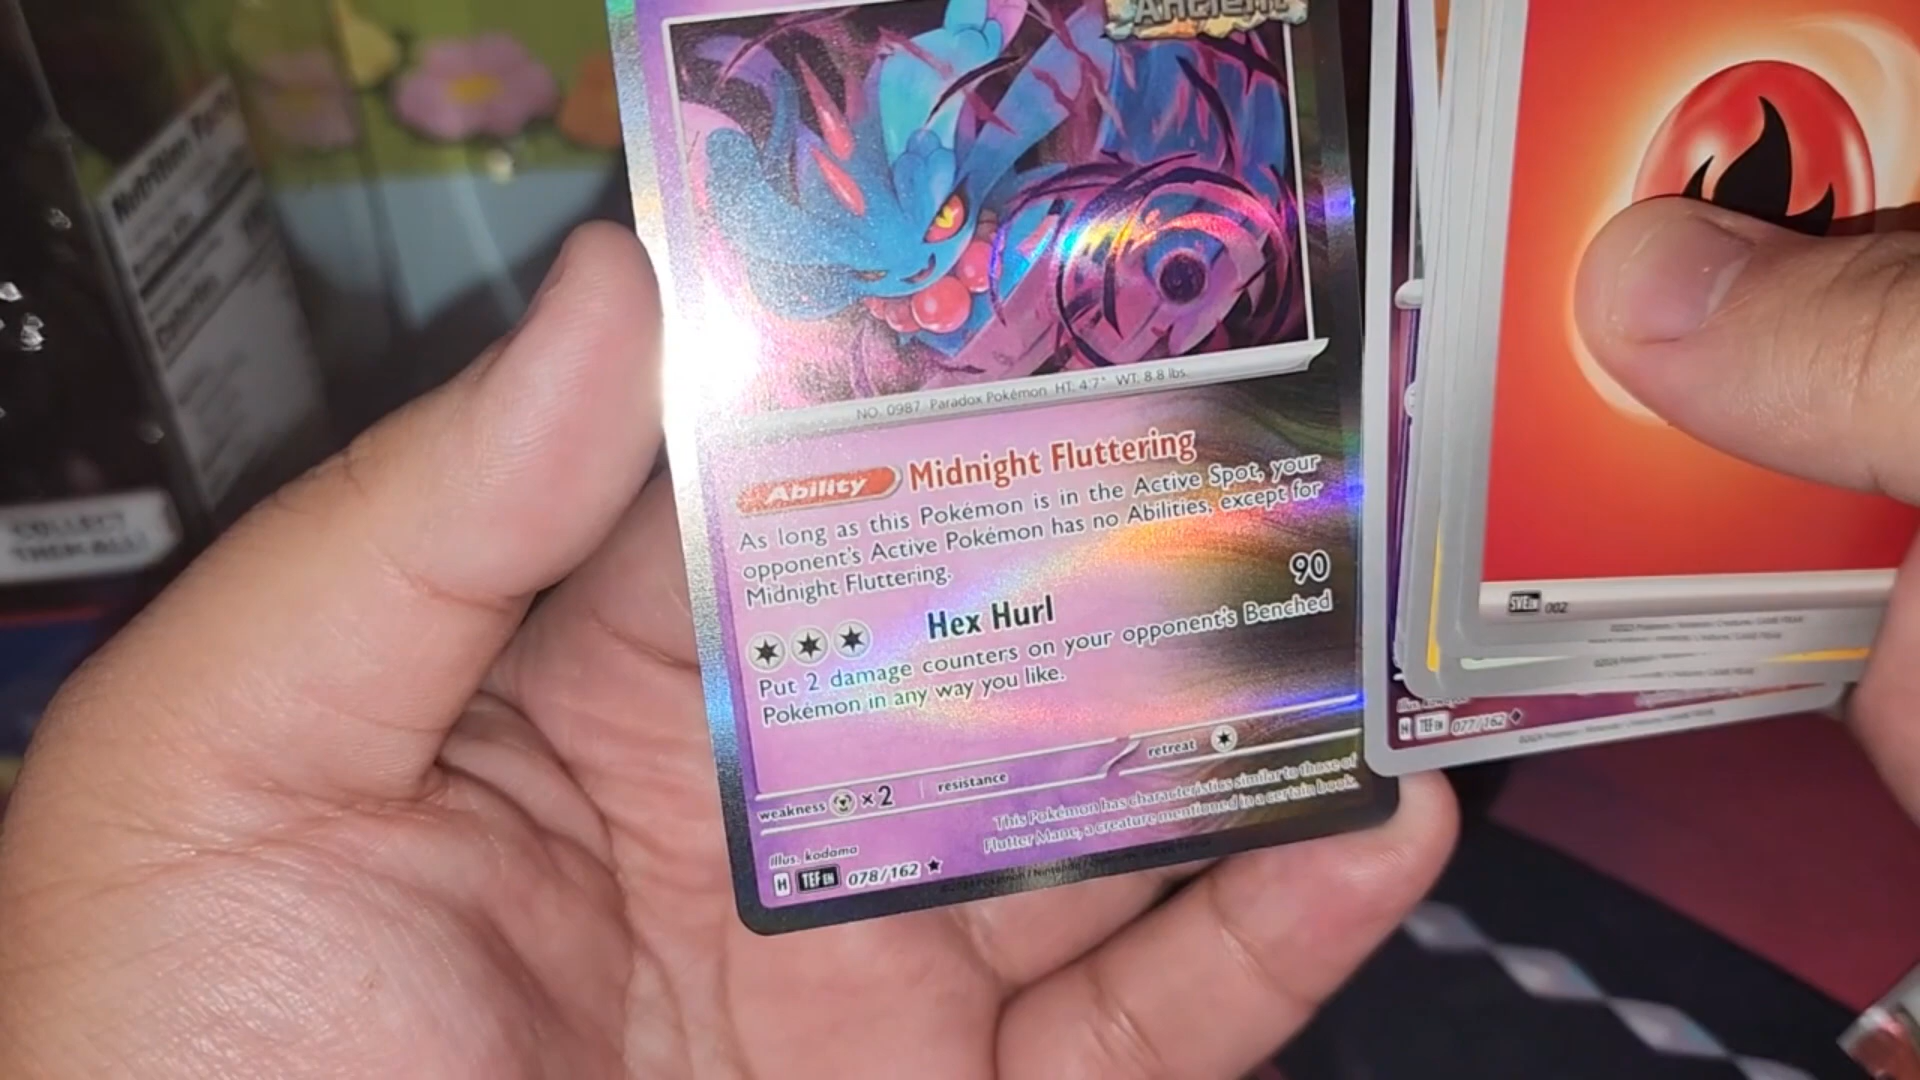 Ancient
NO. 0987 Paradox Pokémon HT: 4'7" WT: 8.8 lbs.
Ability Midnight Fluttering
As long as this Pokémon is in the Active Spot, your
opponent's Active Pokémon has no Abilities, except for
Midnight Fluttering.
Hex Hurl 90
Put 2 damage counters on your opponent's Benched
Pokémon in any way you like.
weakness ×2 resistance retreat
This Pokémon has characteristics similar to those of
Flutter Mane, a creature mentioned in a certain book.
Illus. kodama
H TEF EN 078/162
SVE EN 002
H TEF EN 077/162
Nutrition Facts
COLLECT
THEM ALL!